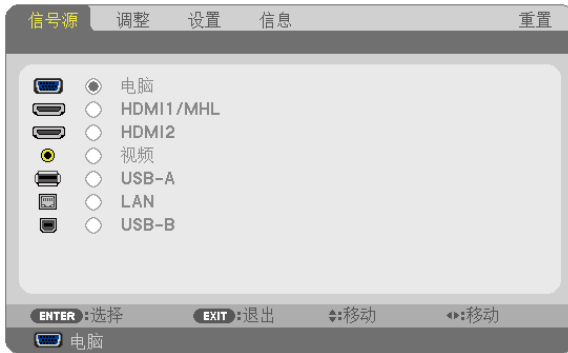 信号源 调整 设置 信息 重置
电脑
HDMI1/MHL
HDMI2
视频
USB-A
LAN
USB-B
ENTER:选择 EXIT:退出 :移动 :移动
电脑